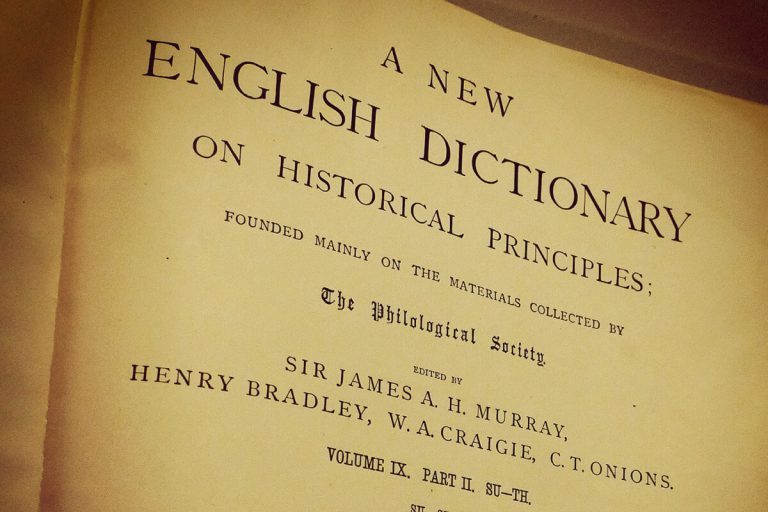 A NEW
ENGLISH DICTIONARY
ON HISTORICAL PRINCIPLES;
FOUNDED MAINLY ON THE MATERIALS COLLECTED BY
The Philological Society.
EDITED BY
SIR JAMES A. H. MURRAY,
HENRY BRADLEY, W. A. CRAIGIE, C. T. ONIONS.
VOLUME IX. PART II. SU—TH.